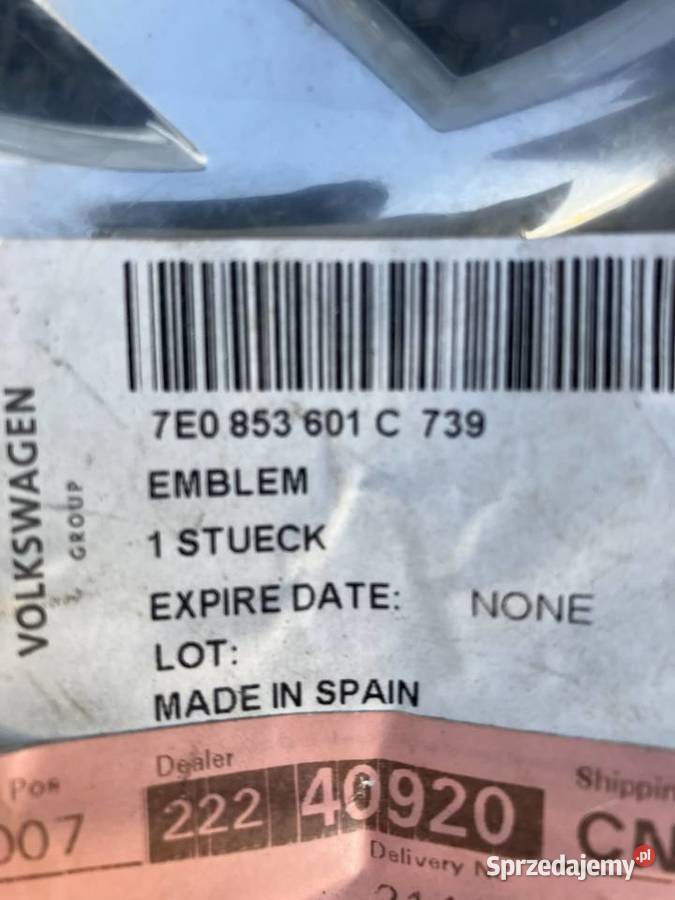 VOLKSWAGEN
GROUP
7E0 853 601 C 739
EMBLEM
1 STUECK
EXPIRE DATE: NONE
LOT:
MADE IN SPAIN
Pos
007
Dealer
222 40920
Shippin
CN
Delivery N
Sprzedajemy.pl